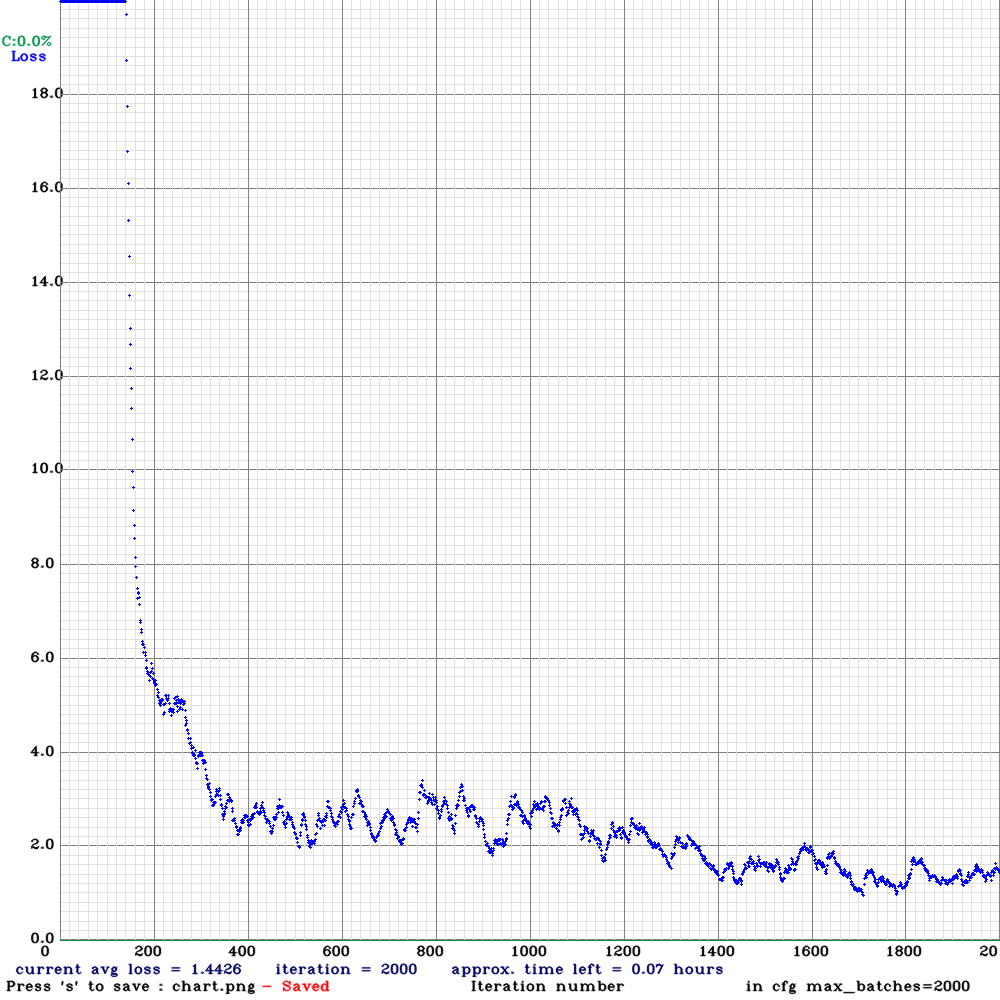 C:0.0%
Loss
18.0
16.0
14.0
12.0
10.0
8.0
6.0
4.0
2.0
0.0
0 200 400 600 800 1000 1200 1400 1600 1800 20
current avg loss = 1.4426 iteration = 2000 approx. time left = 0.07 hours
Press 's' to save : chart.png - Saved Iteration number in cfg max_batches=2000